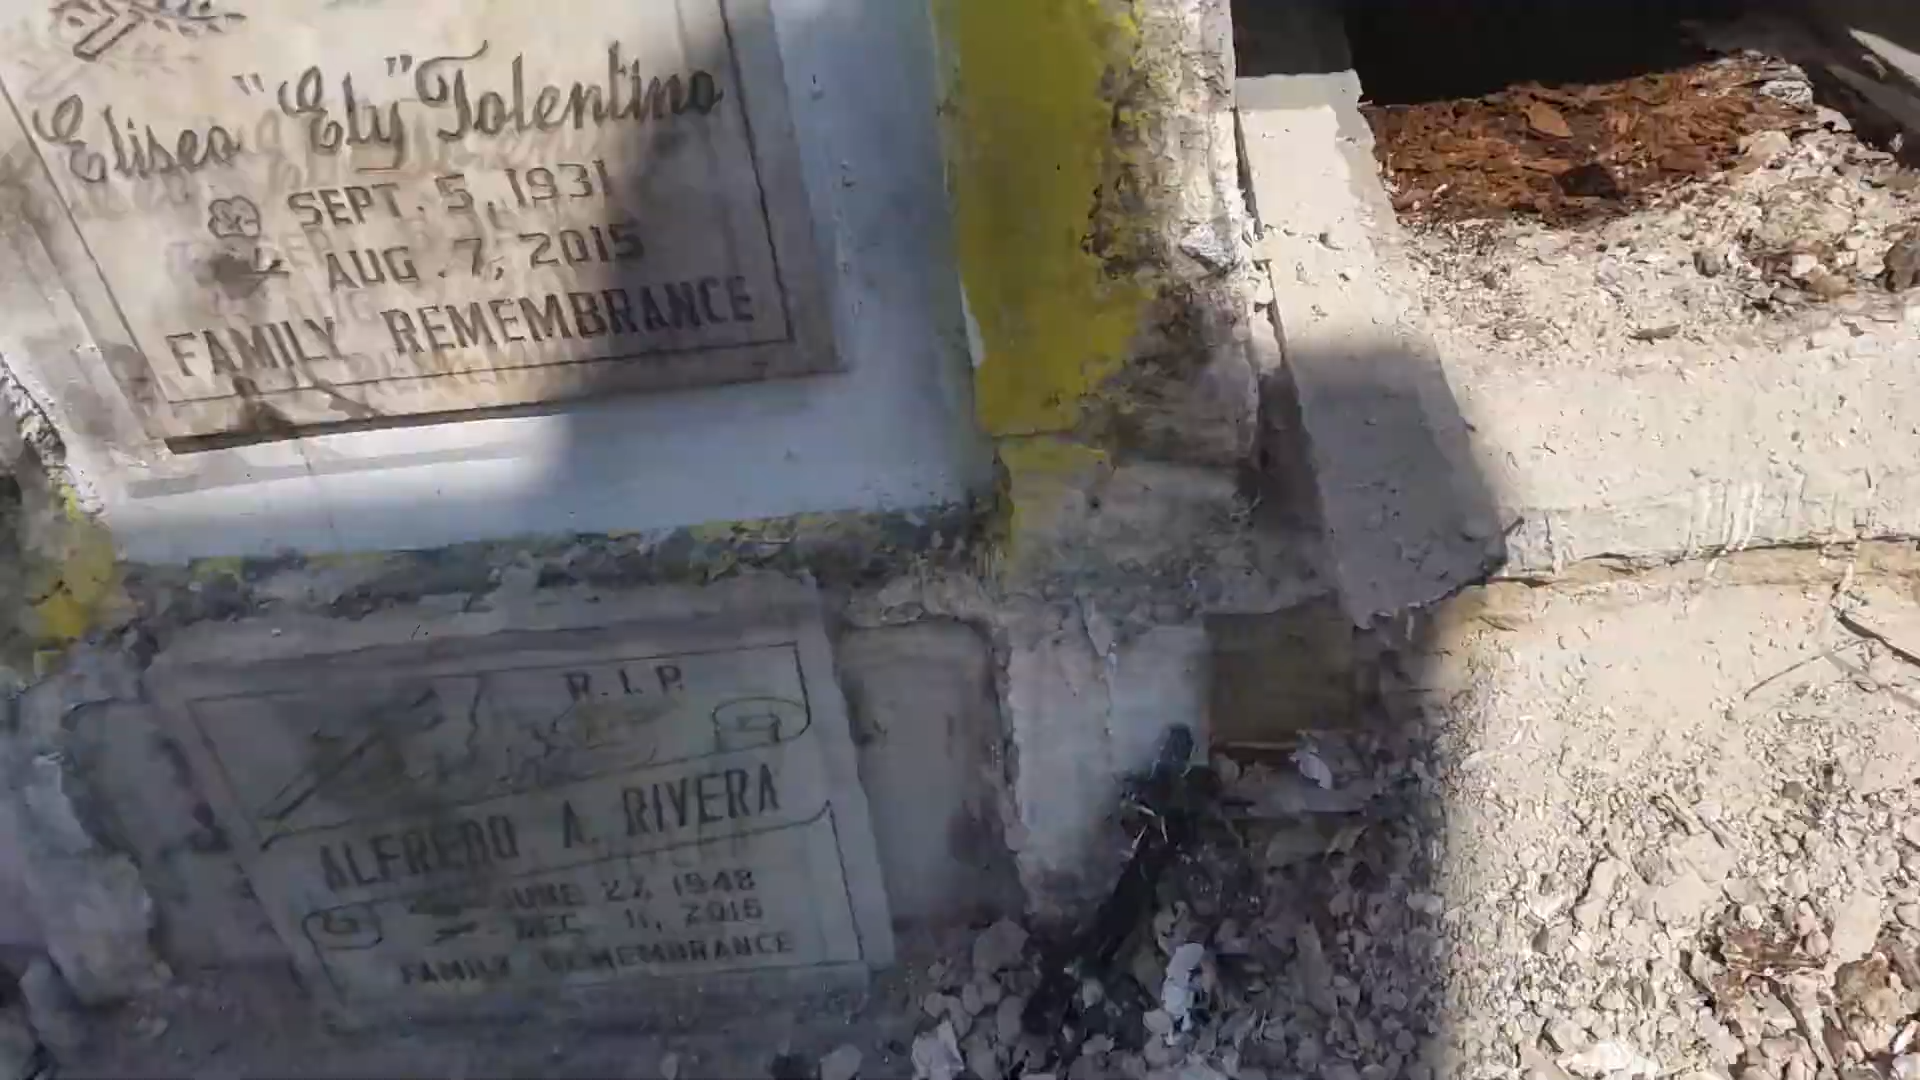 Eliseo "Ely" Tolentino
SEPT. 5, 1931
AUG. 7, 2015
FAMILY REMEMBRANCE
R.I.P.
ALFREDO A. RIVERA
JUNE 27, 1948
DEC. 11, 2016
FAMILY REMEMBRANCE